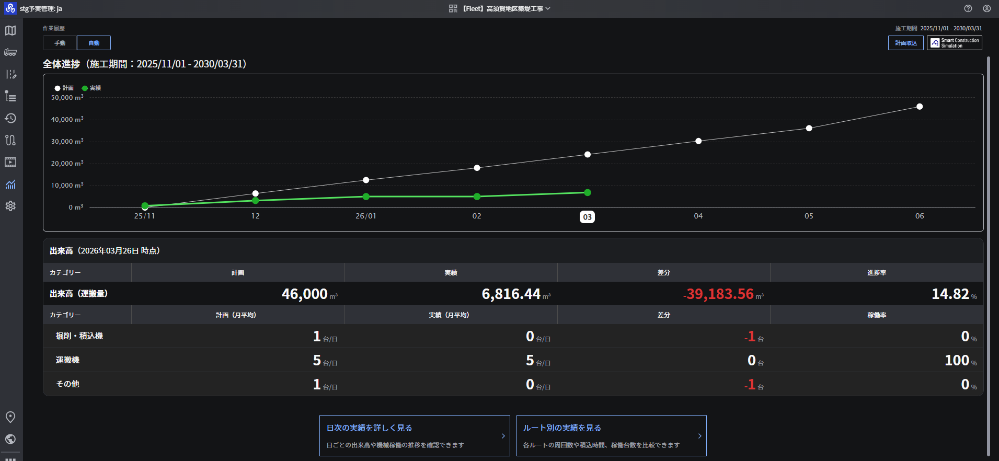 stg予実管理: ja
【Fleet】高須賀地区築堤工事
作業履歴
手動
自動
施工期間 2025/11/01 - 2030/03/31
計画取込
Smart Construction
Simulation
全体進捗（施工期間：2025/11/01 - 2030/03/31）
計画
実績
50,000 m³
40,000 m³
30,000 m³
20,000 m³
10,000 m³
0 m³
25/11 12 26/01 02 03 04 05 06
出来高（2026年03月26日 時点）
カテゴリー 計画 実績 差分 進捗率
出来高（運搬量） 46,000 m³ 6,816.44 m³ -39,183.56 m³ 14.82 %
カテゴリー 計画（月平均） 実績（月平均） 差分 稼働率
掘削・積込機 1 台/日 0 台/日 -1 台 0 %
運搬機 5 台/日 5 台/日 0 台 100 %
その他 1 台/日 0 台/日 -1 台 0 %
日次の実績を詳しく見る
日ごとの出来高や機械稼働の推移を確認できます
ルート別の実績を見る
各ルートの周回数や積込時間、稼働台数を比較できます